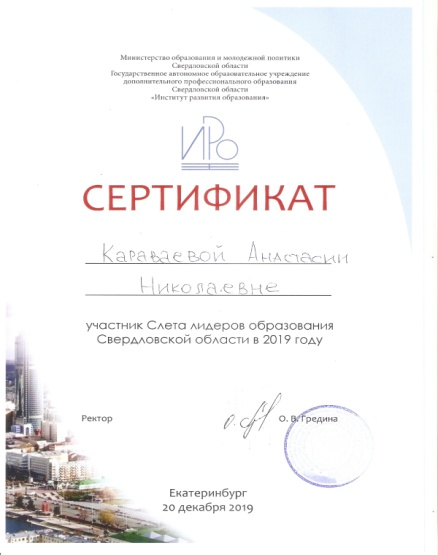 Министерство образования и молодежной политики
Свердловской области
Государственное автономное образовательное учреждение
дополнительного профессионального образования
Свердловской области
«Институт развития образования»
ИРО
СЕРТИФИКАТ
Караваевой Анастасии
Николаевне
участник Слета лидеров образования
Свердловской области в 2019 году
Ректор
О. В. Гредина
Екатеринбург
20 декабря 2019